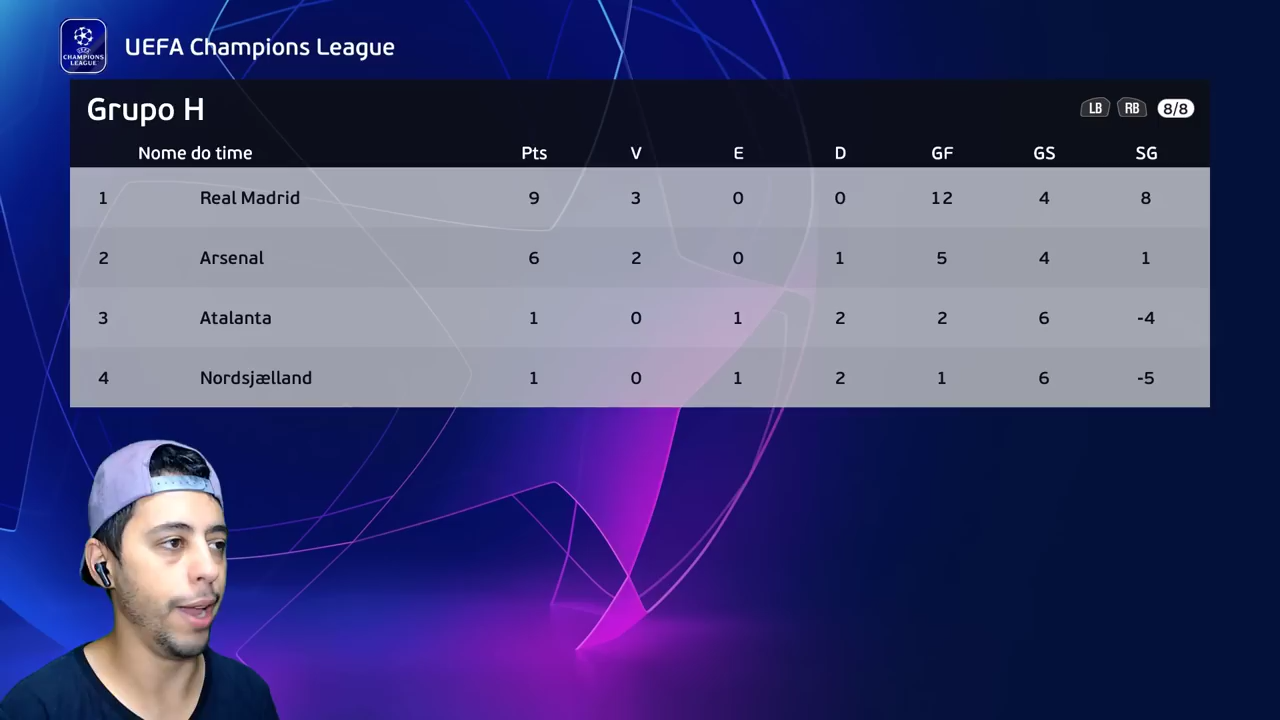 UEFA Champions League
CHAMPIONS
LEAGUE
Grupo H LB RB 8/8
Nome do time Pts V E D GF GS SG
1 Real Madrid 9 3 0 0 12 4 8
2 Arsenal 6 2 0 1 5 4 1
3 Atalanta 1 0 1 2 2 6 -4
4 Nordsjælland 1 0 1 2 1 6 -5